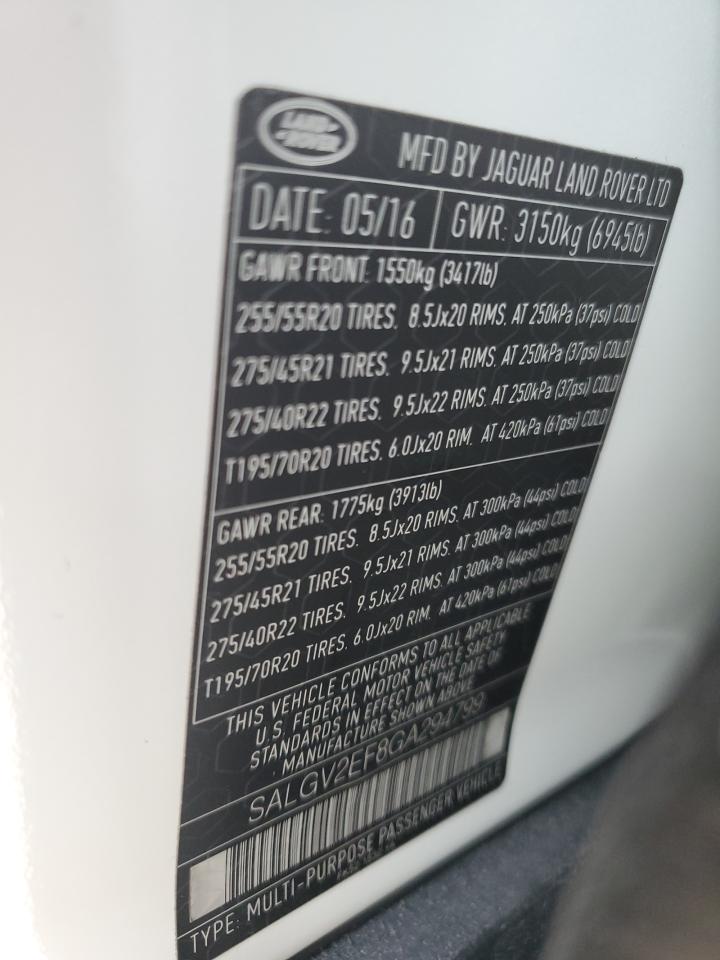 LAND ROVER
MFD BY JAGUAR LAND ROVER LTD
DATE: 05/16 GWR: 3150kg (6945lb)
GAWR FRONT: 1550kg (3417lb)
255/55R20 TIRES. 8.5Jx20 RIMS. AT 250kPa (37psi) COLD
275/45R21 TIRES. 9.5Jx21 RIMS. AT 250kPa (37psi) COLD
275/40R22 TIRES. 9.5Jx22 RIMS. AT 250kPa (37psi) COLD
T195/70R20 TIRES. 6.0Jx20 RIM. AT 420kPa (61psi) COLD
GAWR REAR: 1775kg (3913lb)
255/55R20 TIRES. 8.5Jx20 RIMS. AT 300kPa (44psi) COLD
275/45R21 TIRES. 9.5Jx21 RIMS. AT 300kPa (44psi) COLD
275/40R22 TIRES. 9.5Jx22 RIMS. AT 300kPa (44psi) COLD
T195/70R20 TIRES. 6.0Jx20 RIM. AT 420kPa (61psi) COLD
THIS VEHICLE CONFORMS TO ALL APPLICABLE
U.S. FEDERAL MOTOR VEHICLE SAFETY
STANDARDS IN EFFECT ON THE DATE OF
MANUFACTURE SHOWN ABOVE
SALGV2EF8GA294799
TYPE: MULTI-PURPOSE PASSENGER VEHICLE